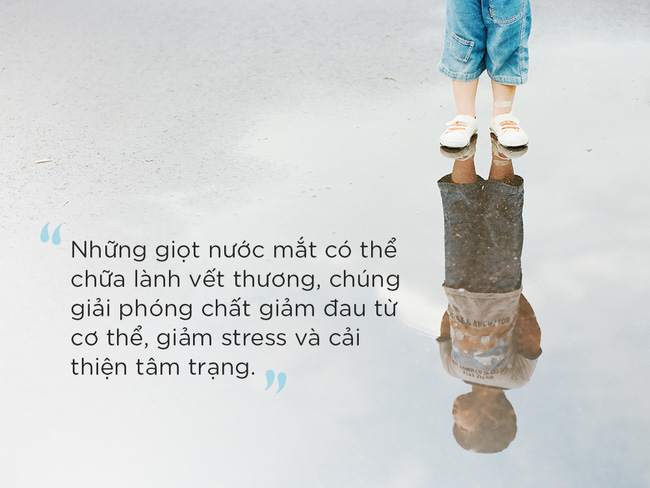 “
Những giọt nước mắt có thể
chữa lành vết thương, chúng
giải phóng chất giảm đau từ
cơ thể, giảm stress và cải
thiện tâm trạng.
”